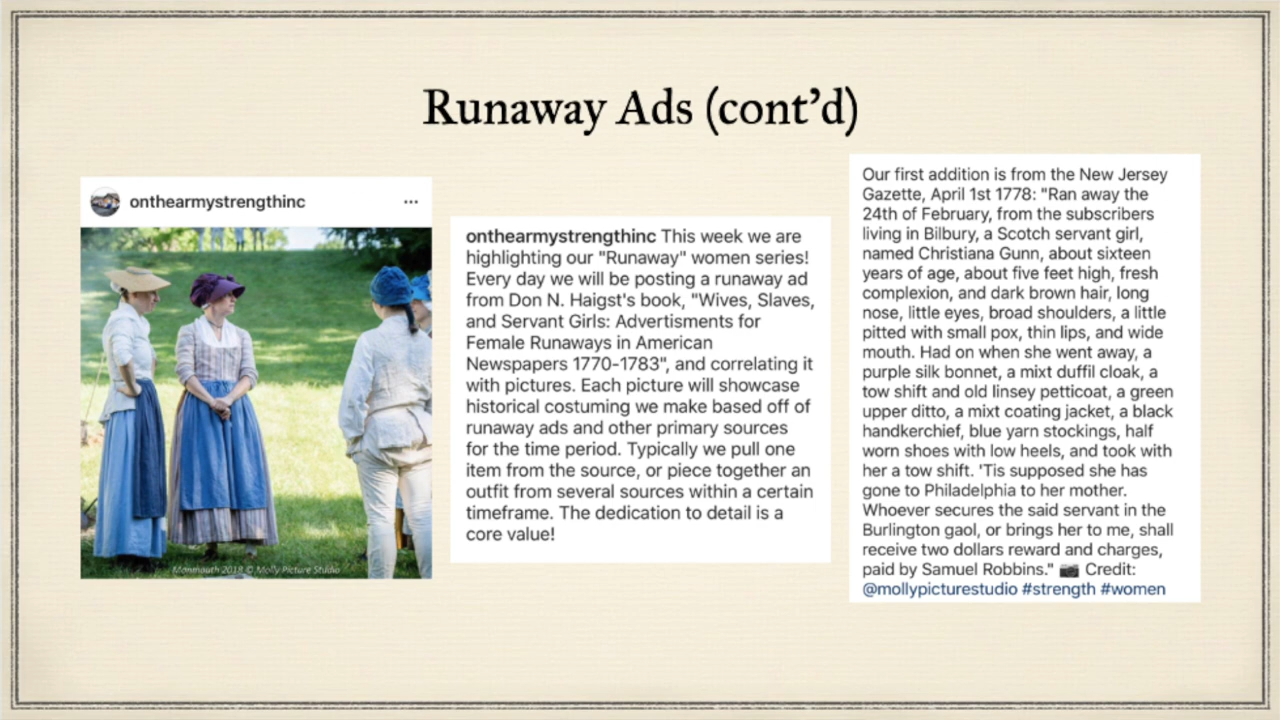 Runaway Ads (cont’d)
onthearmystrengthinc
Monmouth 2018 © Molly Picture Studio
onthearmystrengthinc This week we are
highlighting our "Runaway" women series!
Every day we will be posting a runaway ad
from Don N. Haigst's book, "Wives, Slaves,
and Servant Girls: Advertisments for
Female Runaways in American
Newspapers 1770-1783", and correlating it
with pictures. Each picture will showcase
historical costuming we make based off of
runaway ads and other primary sources
for the time period. Typically we pull one
item from the source, or piece together an
outfit from several sources within a certain
timeframe. The dedication to detail is a
core value!
Our first addition is from the New Jersey
Gazette, April 1st 1778: "Ran away the
24th of February, from the subscribers
living in Bilbury, a Scotch servant girl,
named Christiana Gunn, about sixteen
years of age, about five feet high, fresh
complexion, and dark brown hair, long
nose, little eyes, broad shoulders, a little
pitted with small pox, thin lips, and wide
mouth. Had on when she went away, a
purple silk bonnet, a mixt duffil cloak, a
tow shift and old linsey petticoat, a green
upper ditto, a mixt coating jacket, a black
handkerchief, blue yarn stockings, half
worn shoes with low heels, and took with
her a tow shift. 'Tis supposed she has
gone to Philadelphia to her mother.
Whoever secures the said servant in the
Burlington gaol, or brings her to me, shall
receive two dollars reward and charges,
paid by Samuel Robbins." 📷 Credit:
@mollypicturestudio #strength #women